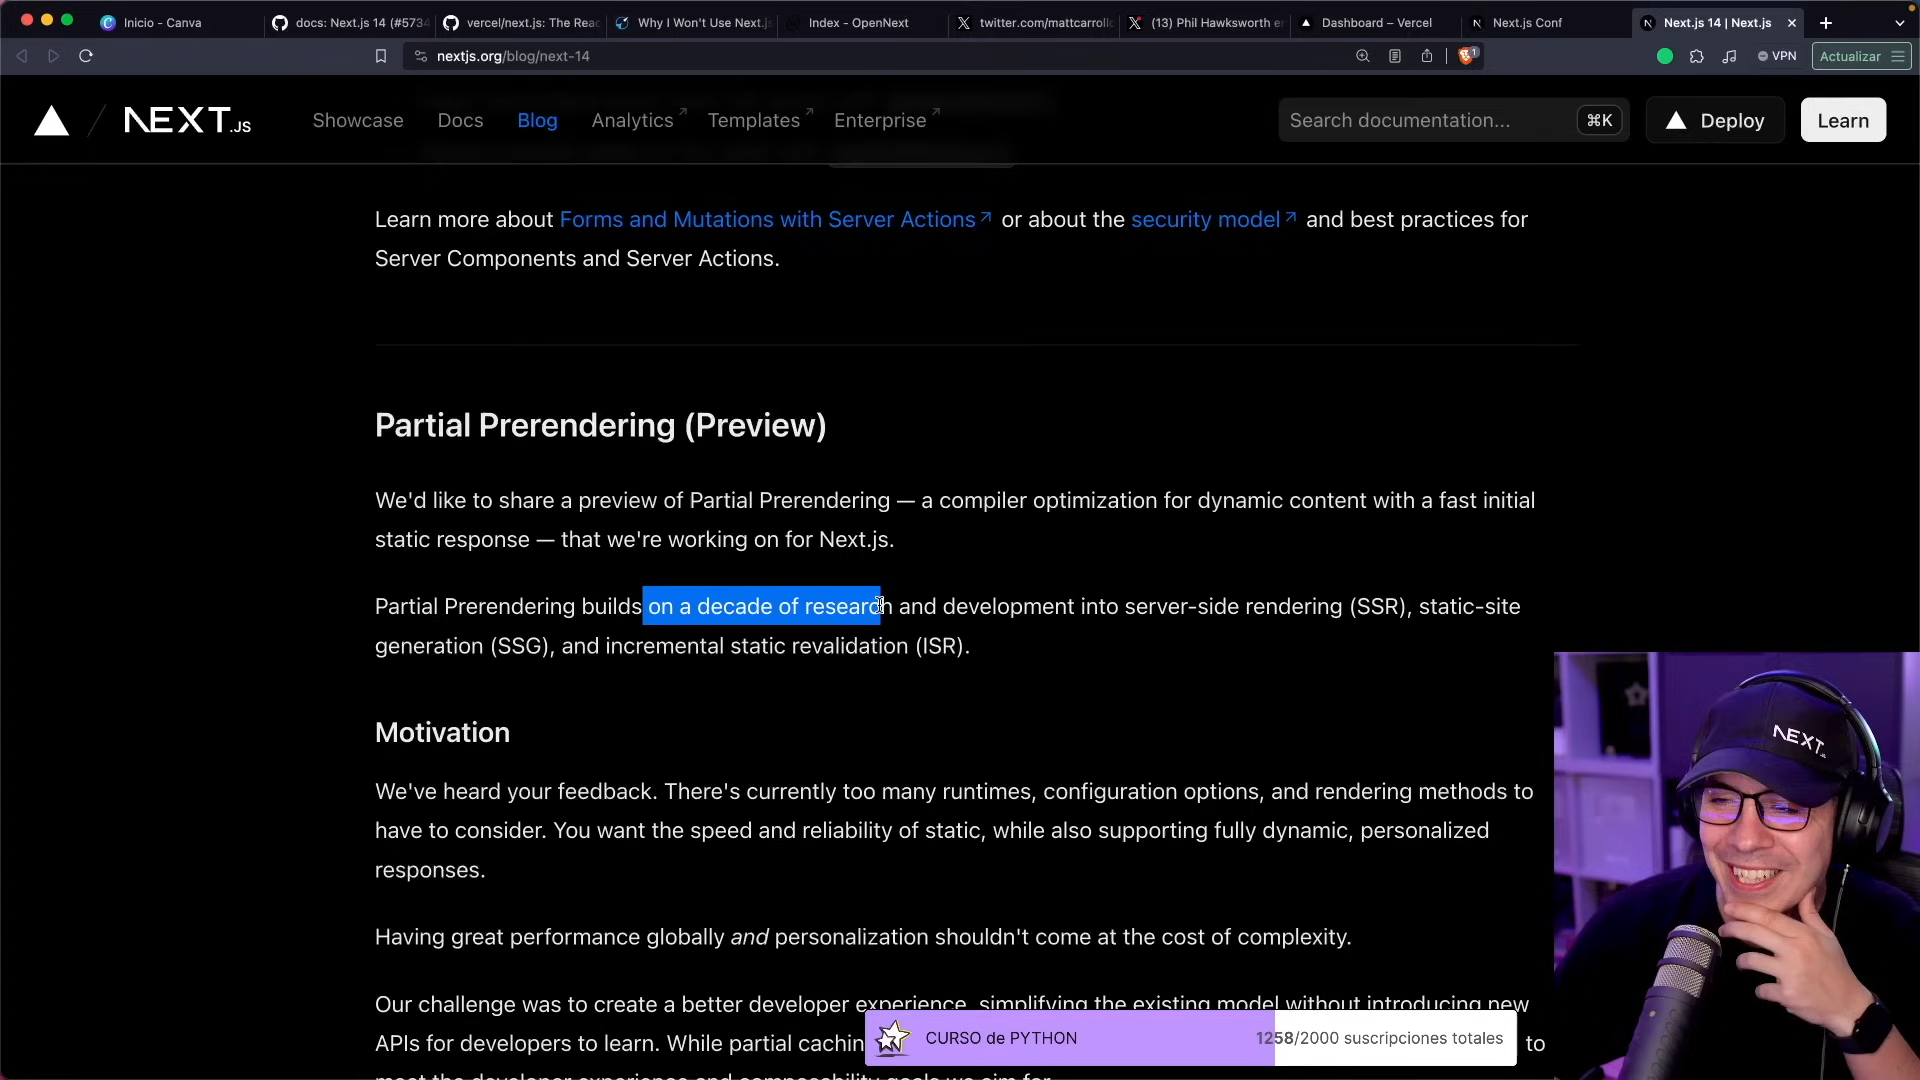 Inicio – Canva
docs: Next.js 14 (#5734
vercel/next.js: The Reac
Why I Won't Use Next.js
Index - OpenNext
twitter.com/mattcarrollc
(13) Phil Hawksworth en
Dashboard – Vercel
Next.js Conf
Next.js 14 | Next.js
nextjs.org/blog/next-14
1
VPN
Actualizar
NEXT.JS
Showcase
Docs
Blog
Analytics
Templates
Enterprise
Search documentation...
⌘K
Deploy
Learn
Learn more about Forms and Mutations with Server Actions or about the security model and best practices for
Server Components and Server Actions.
Partial Prerendering (Preview)
We'd like to share a preview of Partial Prerendering — a compiler optimization for dynamic content with a fast initial
static response — that we're working on for Next.js.
Partial Prerendering builds on a decade of research and development into server-side rendering (SSR), static-site
generation (SSG), and incremental static revalidation (ISR).
Motivation
We've heard your feedback. There's currently too many runtimes, configuration options, and rendering methods to
have to consider. You want the speed and reliability of static, while also supporting fully dynamic, personalized
responses.
NEXT.JS
Having great performance globally and personalization shouldn't come at the cost of complexity.
Our challenge was to create a better developer experience, simplifying the existing model without introducing new
APIs for developers to learn. While partial cachin
to
CURSO de PYTHON
1258/2000 suscripciones totales
meet the developer experience and composability goals we aim for.